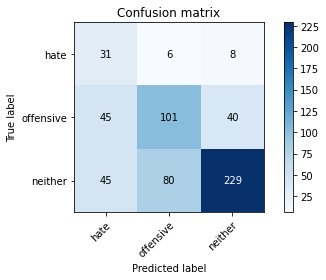 Confusion matrix
225
hate 31 6 8
200
175
150
offensive 45 101 40
125
100
75
neither 45 80 229
50
25
True label
hate offensive neither
Predicted label